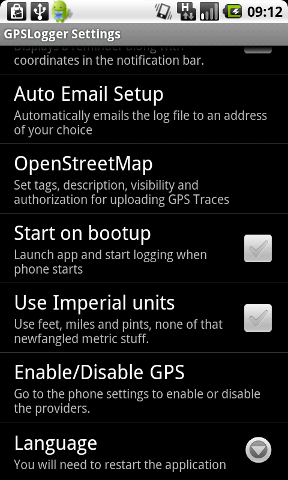 09:12
GPSLogger Settings
Displays a reminder along with
coordinates in the notification bar.
Auto Email Setup
Automatically emails the log file to an address
of your choice
OpenStreetMap
Set tags, description, visibility and
authorization for uploading GPS Traces
Start on bootup
Launch app and start logging when
phone starts
Use Imperial units
Use feet, miles and pints, none of that
newfangled metric stuff.
Enable/Disable GPS
Go to the phone settings to enable or disable
the providers.
Language
You will need to restart the application